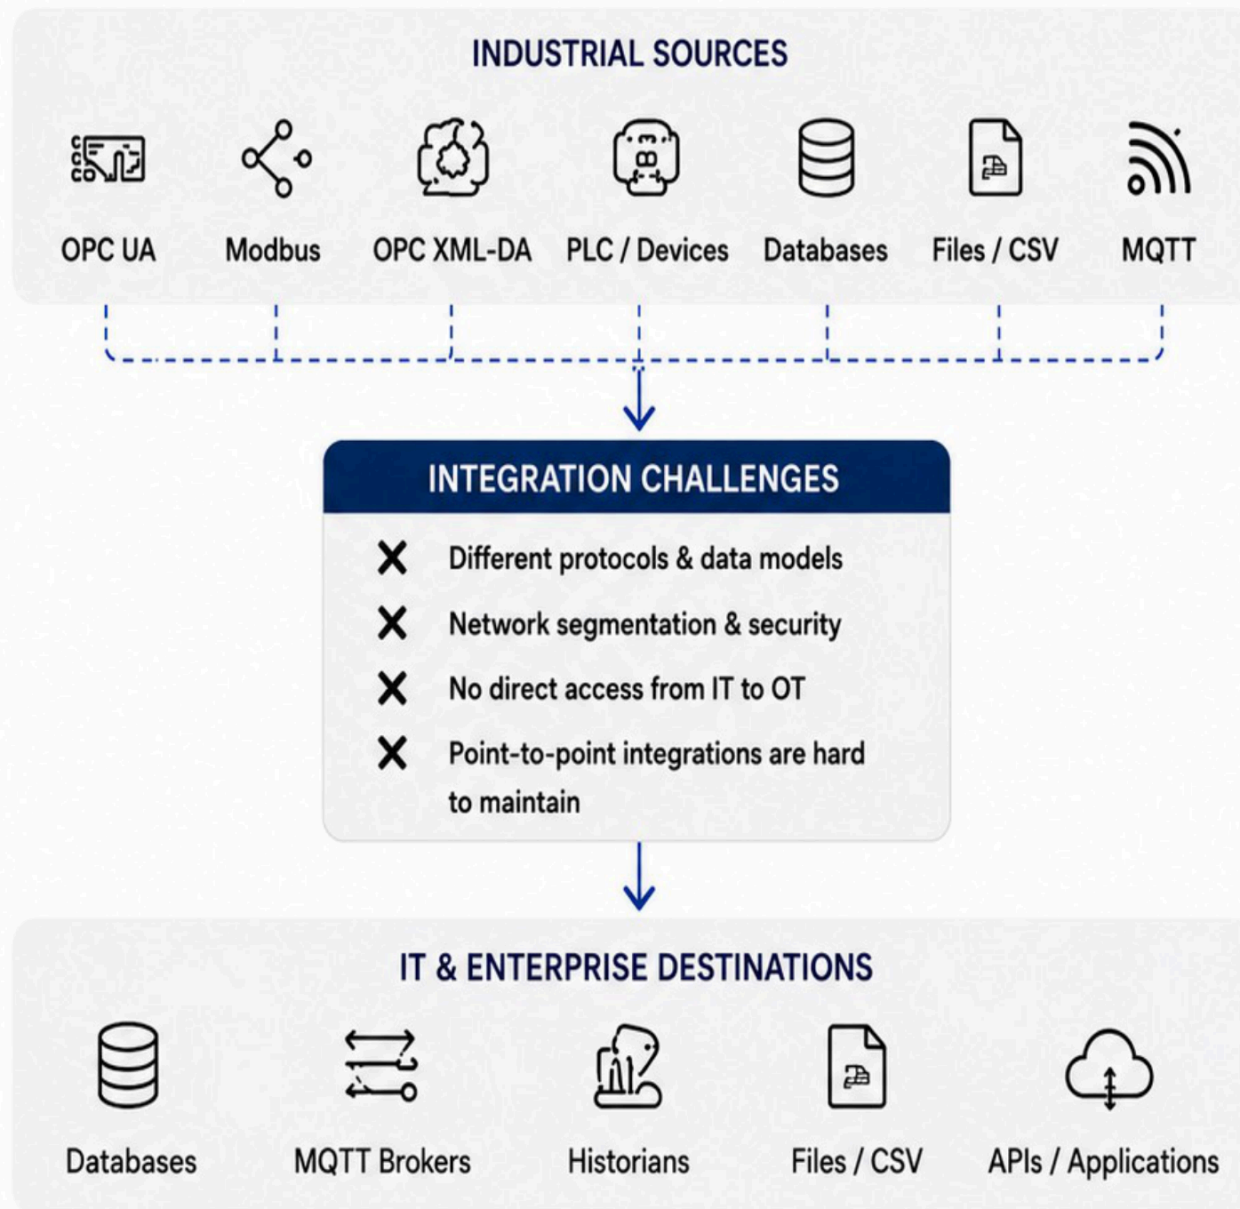 INDUSTRIAL SOURCES
OPC UA
Modbus
OPC XML-DA
PLC / Devices
Databases
Files / CSV
MQTT
INTEGRATION CHALLENGES
Different protocols & data models
Network segmentation & security
No direct access from IT to OT
Point-to-point integrations are hard
to maintain
IT & ENTERPRISE DESTINATIONS
Databases
MQTT Brokers
Historians
Files / CSV
APIs / Applications